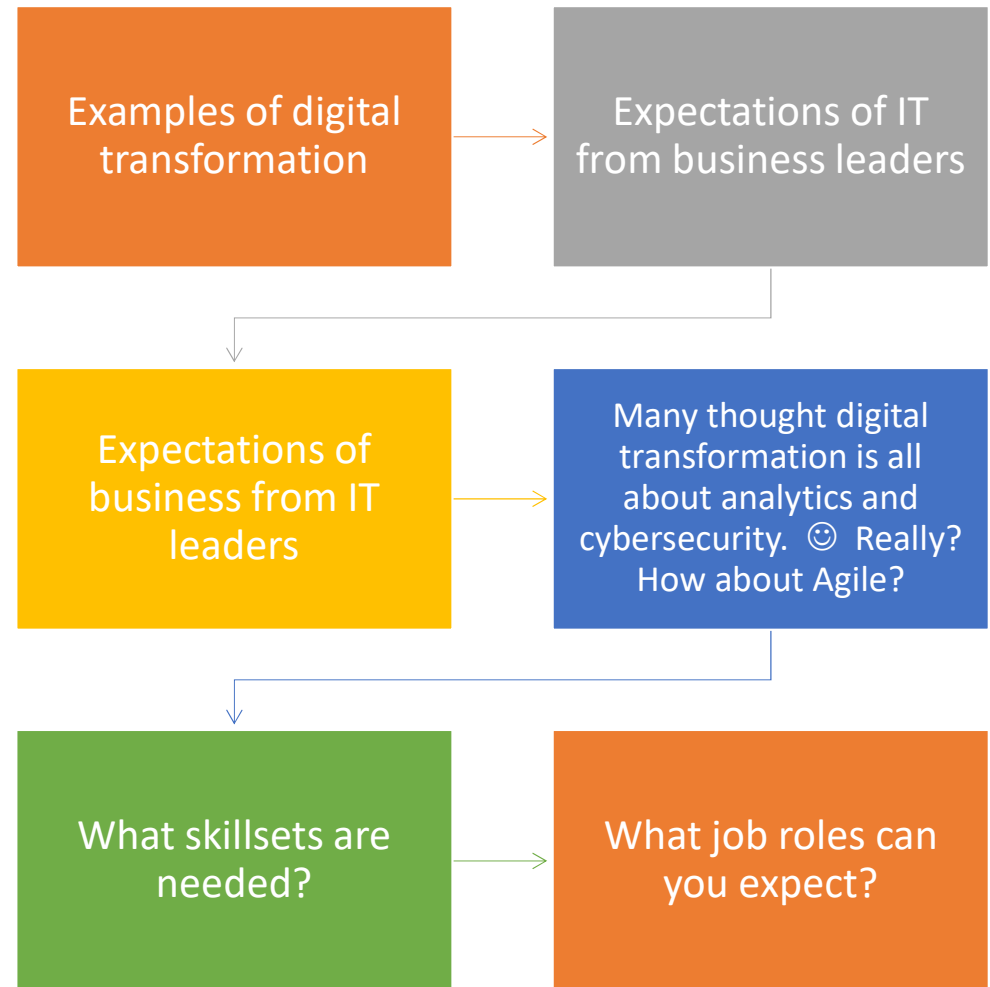 Examples of digital
transformation
Expectations of IT
from business leaders
Expectations of
business from IT
leaders
Many thought digital
transformation is all
about analytics and
cybersecurity. ☺ Really?
How about Agile?
What skillsets are
needed?
What job roles can
you expect?